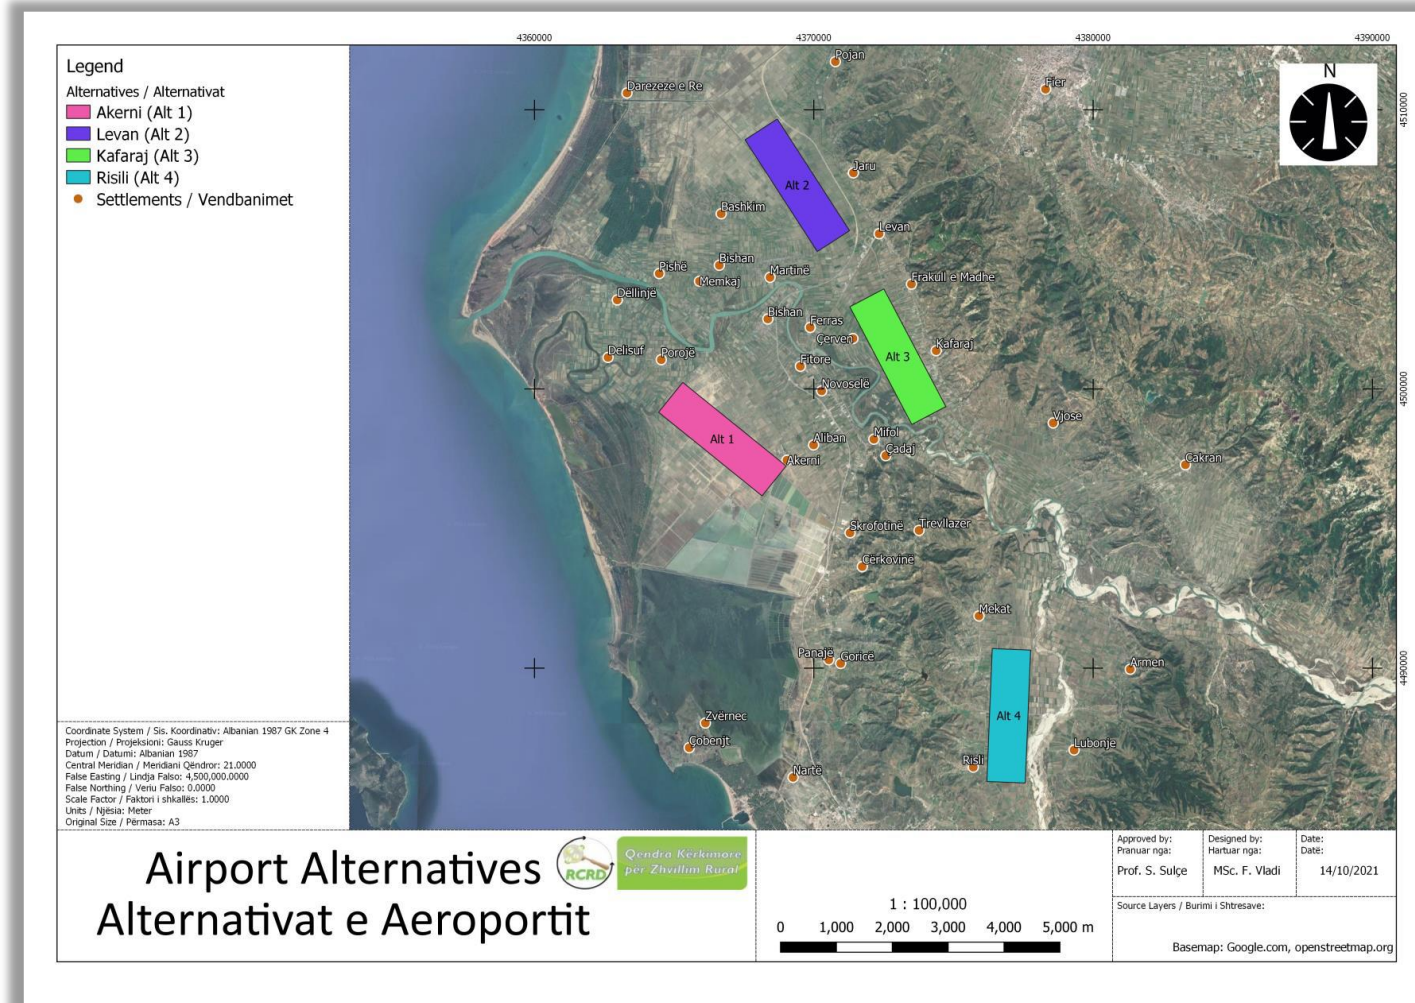 Legend
Alternatives / Alternativat
Akerni (Alt 1)
Levan (Alt 2)
Kafaraj (Alt 3)
Risili (Alt 4)
Settlements / Vendbanimet
4360000
4370000
4380000
4390000
4510000
4500000
4490000
N
Pojan
Darezezë e Re
Fier
Jaru
Alt 2
Bashkim
Levan
Bishan
Pishë
Martinë
Memkaj
Frakull e Madhe
Dëllinjë
Bishan
Ferras
Çerven
Kafaraj
Delisuf
Porojë
Alt 3
Fitore
Novoselë
Vjose
Alt 1
Aliban
Mifol
Çadaj
Akerni
Cakran
Skrofotinë
Trevllazer
Cërkovinë
Mekat
Panajë
Goricë
Armen
Alt 4
Zvërnec
Çobenjt
Lubonjë
Risli
Nartë
Coordinate System / Sis. Koordinativ: Albanian 1987 GK Zone 4
Projection / Projeksioni: Gauss Kruger
Datum / Datumi: Albanian 1987
Central Meridian / Meridiani Qëndror: 21.0000
False Easting / Lindja Falso: 4,500,000.0000
False Northing / Veriu Falso: 0.0000
Scale Factor / Faktori i shkallës: 1.0000
Units / Njësia: Meter
Original Size / Përmasa: A3
Airport Alternatives
Alternativat e Aeroportit
RCRD
Qendra Kërkimore
për Zhvillim Rural
1 : 100,000
0 1,000 2,000 3,000 4,000 5,000 m
Approved by:
Pranuar nga:
Prof. S. Sulçe
Designed by:
Hartuar nga:
MSc. F. Vladi
Date:
Datë:
14/10/2021
Source Layers / Burimi i Shtresave:
Basemap: Google.com, openstreetmap.org